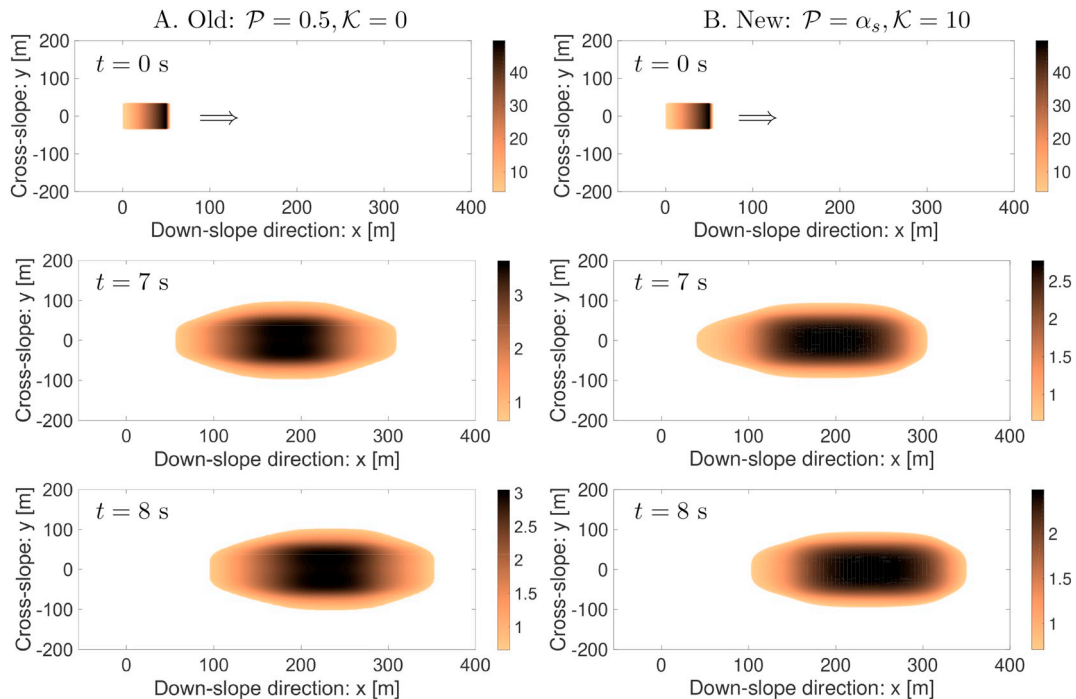 A. Old: 𝒫 = 0.5, 𝒦 = 0
B. New: 𝒫 = αₛ, 𝒦 = 10
200
100
0
-100
-200
Cross-slope: y [m]
t = 0 s
⟹
0 100 200 300 400
Down-slope direction: x [m]
40
30
20
10
200
100
0
-100
-200
Cross-slope: y [m]
t = 0 s
⟹
0 100 200 300 400
Down-slope direction: x [m]
40
30
20
10
200
100
0
-100
-200
Cross-slope: y [m]
t = 7 s
0 100 200 300 400
Down-slope direction: x [m]
3
2
1
200
100
0
-100
-200
Cross-slope: y [m]
t = 7 s
0 100 200 300 400
Down-slope direction: x [m]
2.5
2
1.5
1
200
100
0
-100
-200
Cross-slope: y [m]
t = 8 s
0 100 200 300 400
Down-slope direction: x [m]
3
2.5
2
1.5
1
200
100
0
-100
-200
Cross-slope: y [m]
t = 8 s
0 100 200 300 400
Down-slope direction: x [m]
2
1.5
1